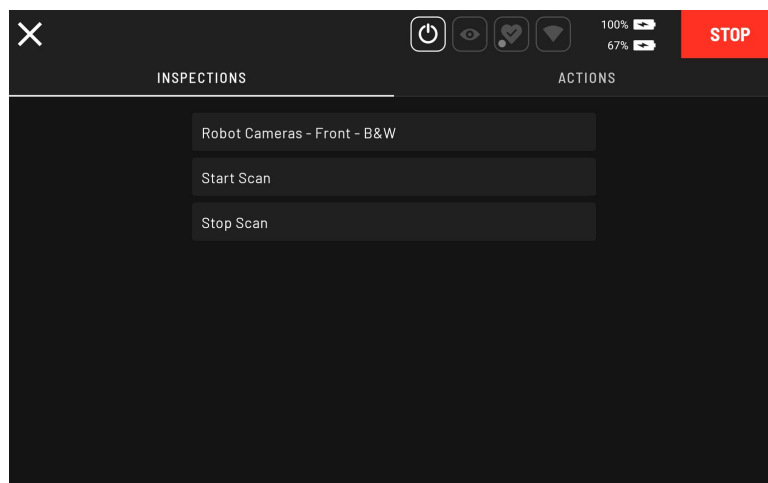 100%
67%
STOP
INSPECTIONS
ACTIONS
Robot Cameras - Front - B&W
Start Scan
Stop Scan